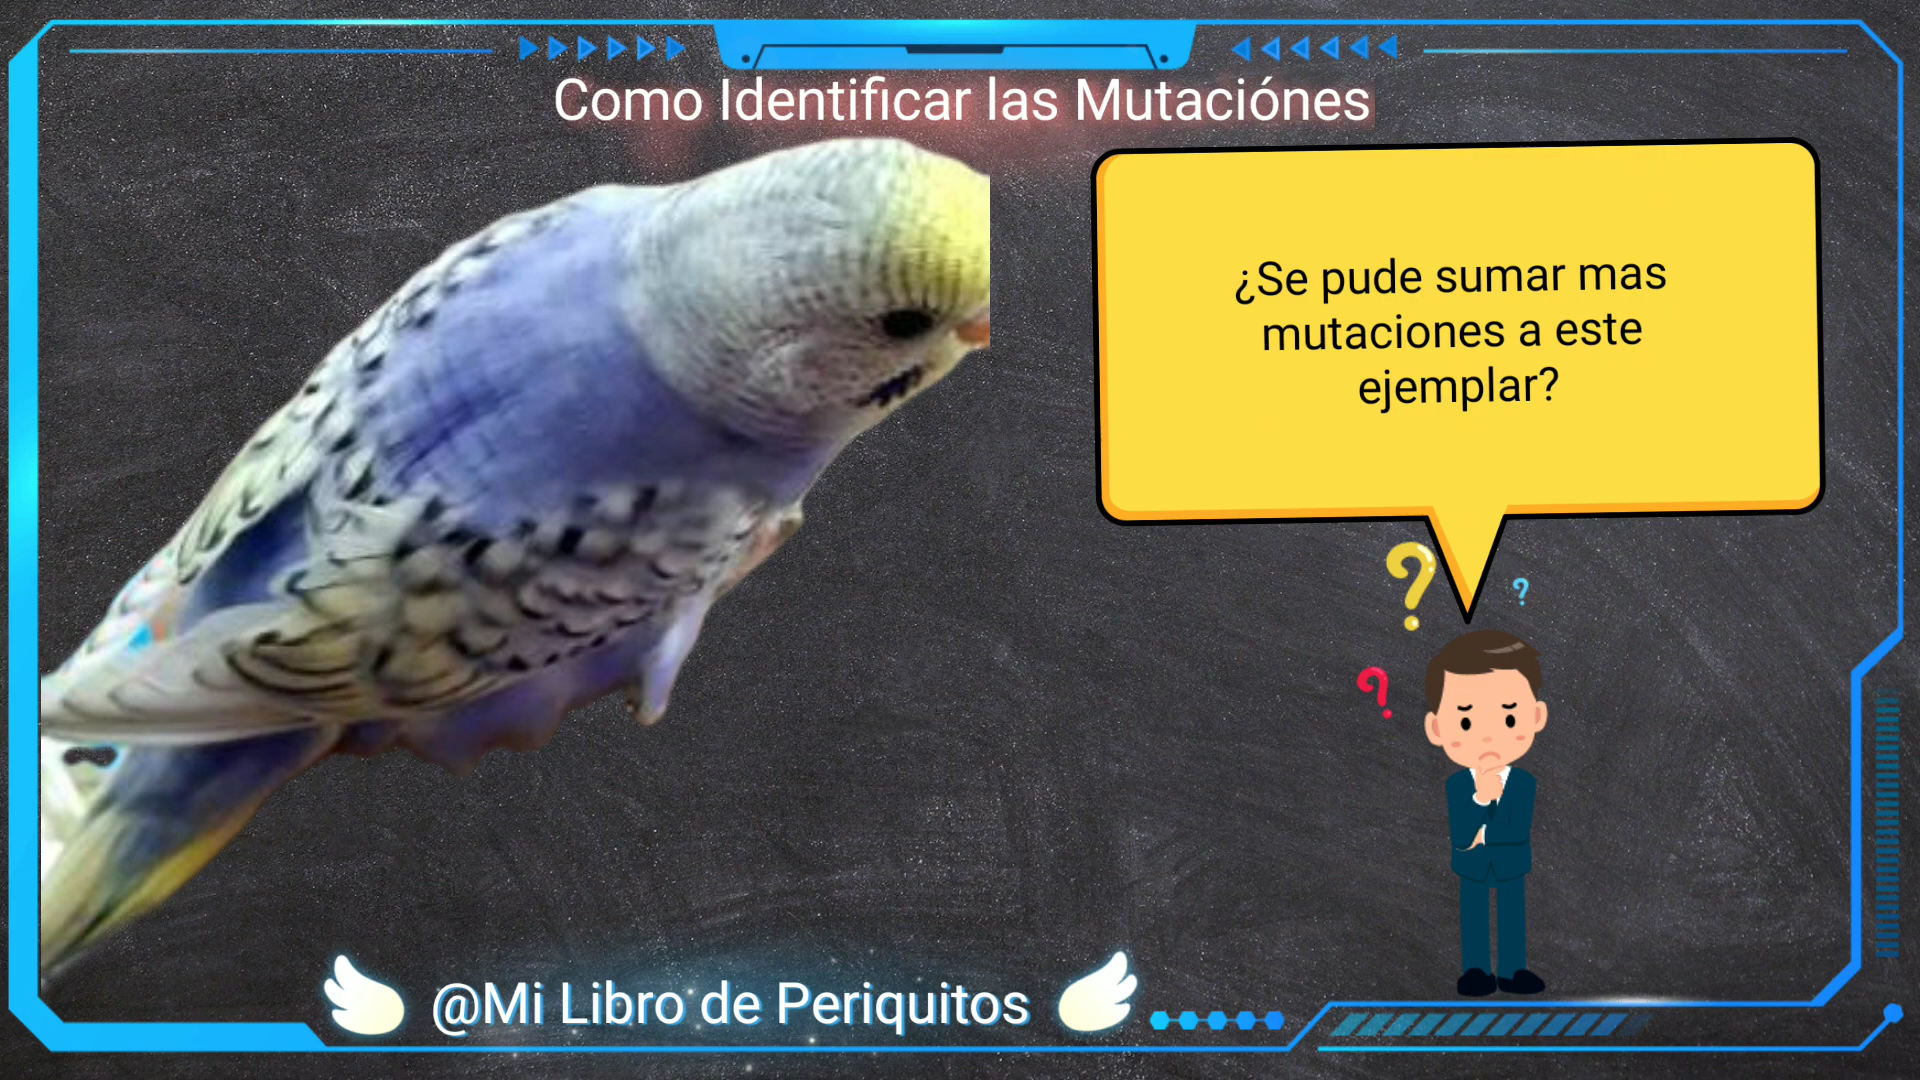 Como Identificar las Mutaciónes
¿Se pude sumar mas
mutaciones a este
ejemplar?
@Mi Libro de Periquitos